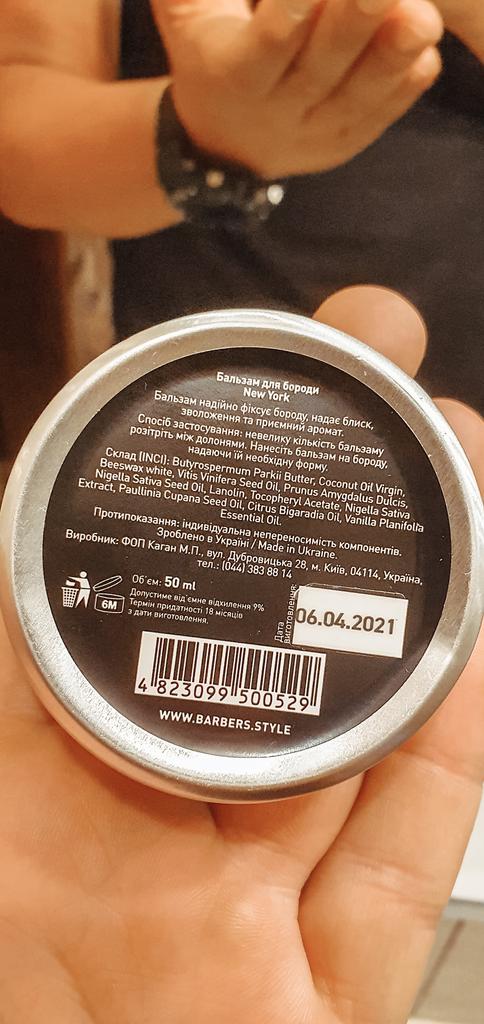 Бальзам для бороди
New York
Бальзам надійно фіксує бороду, надає блиск,
зволоження та приємний аромат.
Спосіб застосування: невелику кількість бальзаму
розітріть між долонями. Нанесіть бальзам на бороду,
надаючи їй необхідну форму.
Склад (INCI): Butyrospermum Parkii Butter, Coconut Oil Virgin,
Beeswax white, Vitis Vinifera Seed Oil, Prunus Amygdalus Dulcis,
Nigella Sativa Seed Oil, Lanolin, Tocophenyl Acetate, Nigella Sativa
Extract, Paullinia Cupana Seed Oil, Citrus Bigaradia Oil, Vanilla Planifolia
Essential Oil.
Протипоказання: індивідуальна непереносимість компонентів.
Зроблено в Україні / Made in Ukraine.
Виробник: ФОП Каган М.П., вул. Дубровицька 28, м. Київ, 04114, Україна,
тел.: (044) 383 88 14
6M
Об'єм: 50 ml
Допустиме від'ємне відхилення 9%
Термін придатності 18 місяців
з дати виготовлення.
Дата
виготовлення:
06.04.2021
4 823099 500529
WWW.BARBERS.STYLE